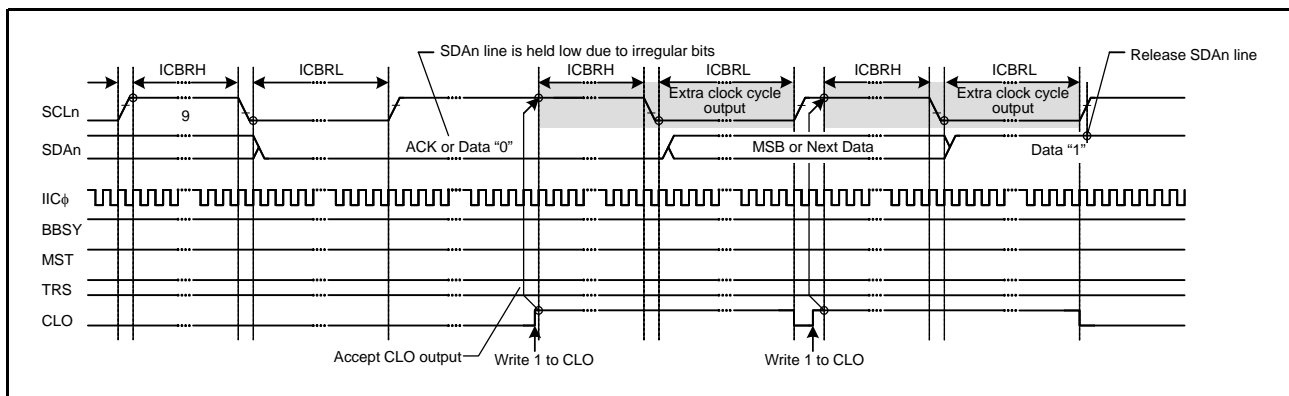 SDAn line is held low due to irregular bits
Release SDAn line
ICBRH
ICBRL
ICBRH
ICBRL
ICBRH
ICBRL
Extra clock cycle
output
Extra clock cycle
output
SCLn
9
SDAn
ACK or Data “0”
MSB or Next Data
Data “1”
IICϕ
BBSY
MST
TRS
CLO
Accept CLO output
Write 1 to CLO
Write 1 to CLO